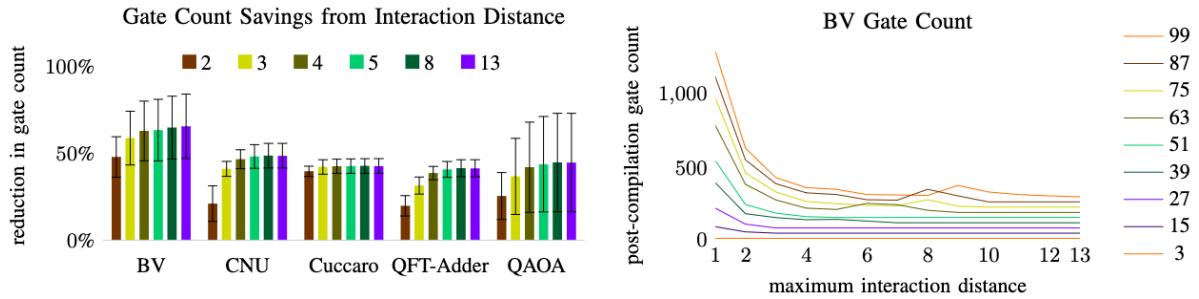 Gate Count Savings from Interaction Distance
reduction in gate count
100%
50%
0%
2 3 4 5 8 13
BV CNU Cuccaro QFT-Adder QAOA
BV Gate Count
post-compilation gate count
1,000
500
0
1 2 4 6 8 10 12 13
maximum interaction distance
99
87
75
63
51
39
27
15
3